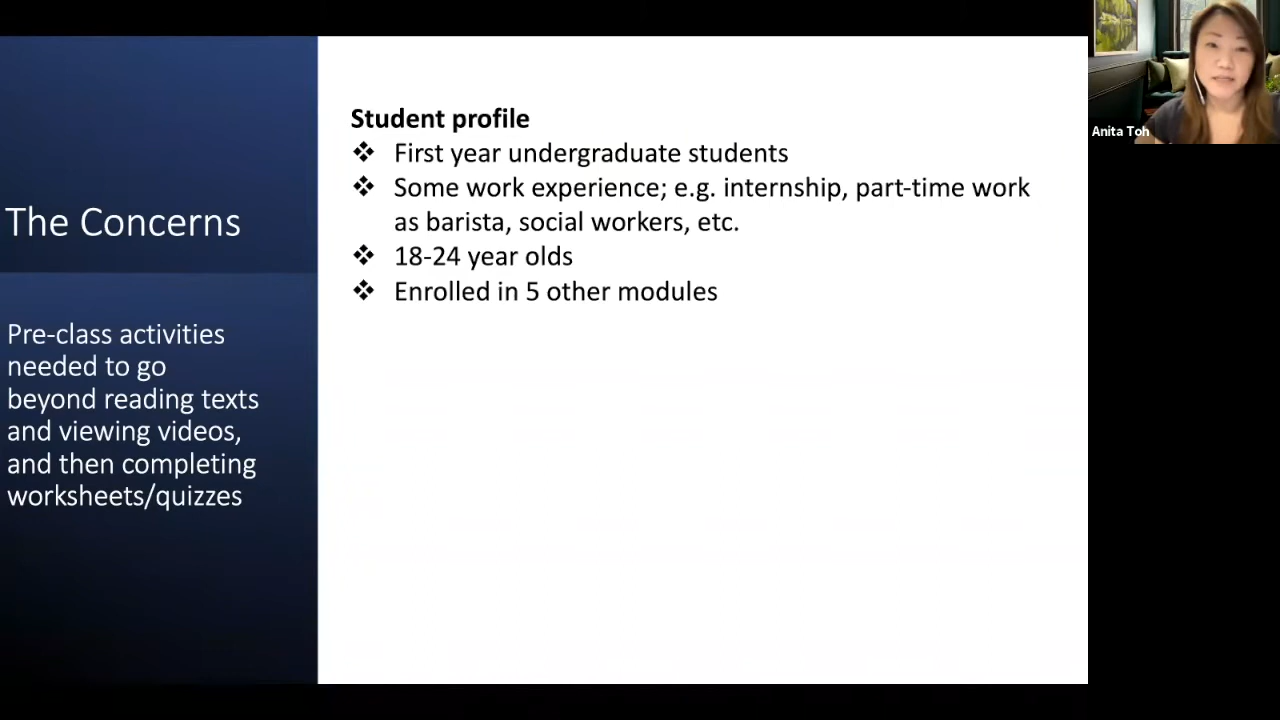 The Concerns
Pre-class activities
needed to go
beyond reading texts
and viewing videos,
and then completing
worksheets/quizzes
Student profile
❖ First year undergraduate students
❖ Some work experience; e.g. internship, part-time work
as barista, social workers, etc.
❖ 18-24 year olds
❖ Enrolled in 5 other modules
Anita Toh